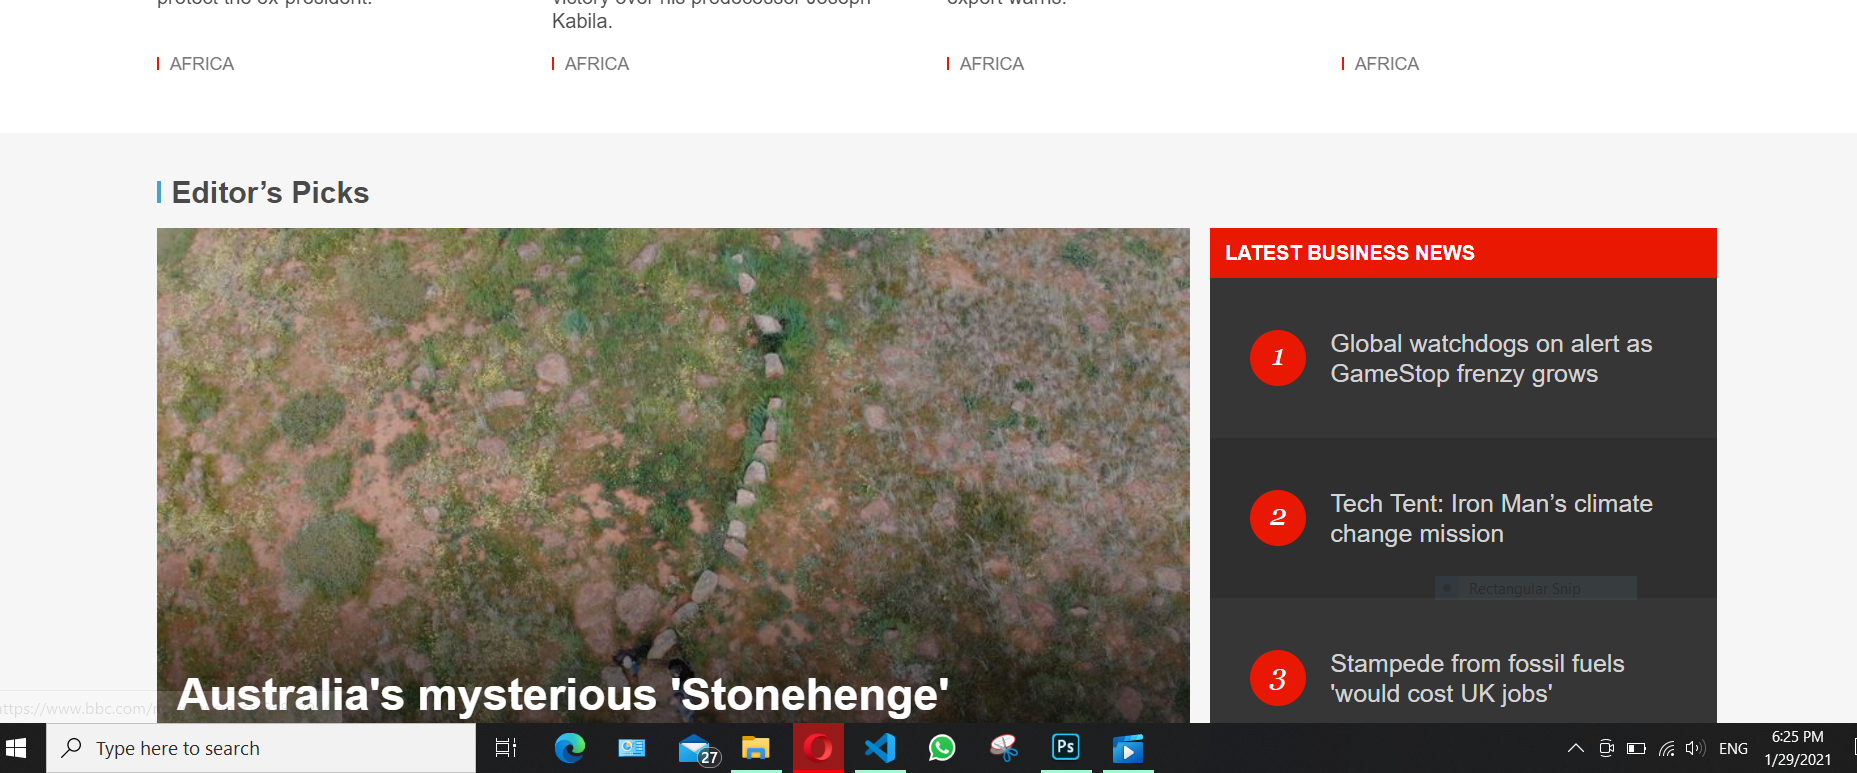 protect the ex-president.
victory over his predecessor Joseph
Kabila.
expert warns.
AFRICA
AFRICA
AFRICA
AFRICA
Editor’s Picks
LATEST BUSINESS NEWS
1
Global watchdogs on alert as
GameStop frenzy grows
2
Tech Tent: Iron Man’s climate
change mission
Rectangular Snip
3
Stampede from fossil fuels
'would cost UK jobs'
Australia's mysterious 'Stonehenge'
https://www.bbc.com/
Type here to search
27
Ps
ENG
6:25 PM
1/29/2021